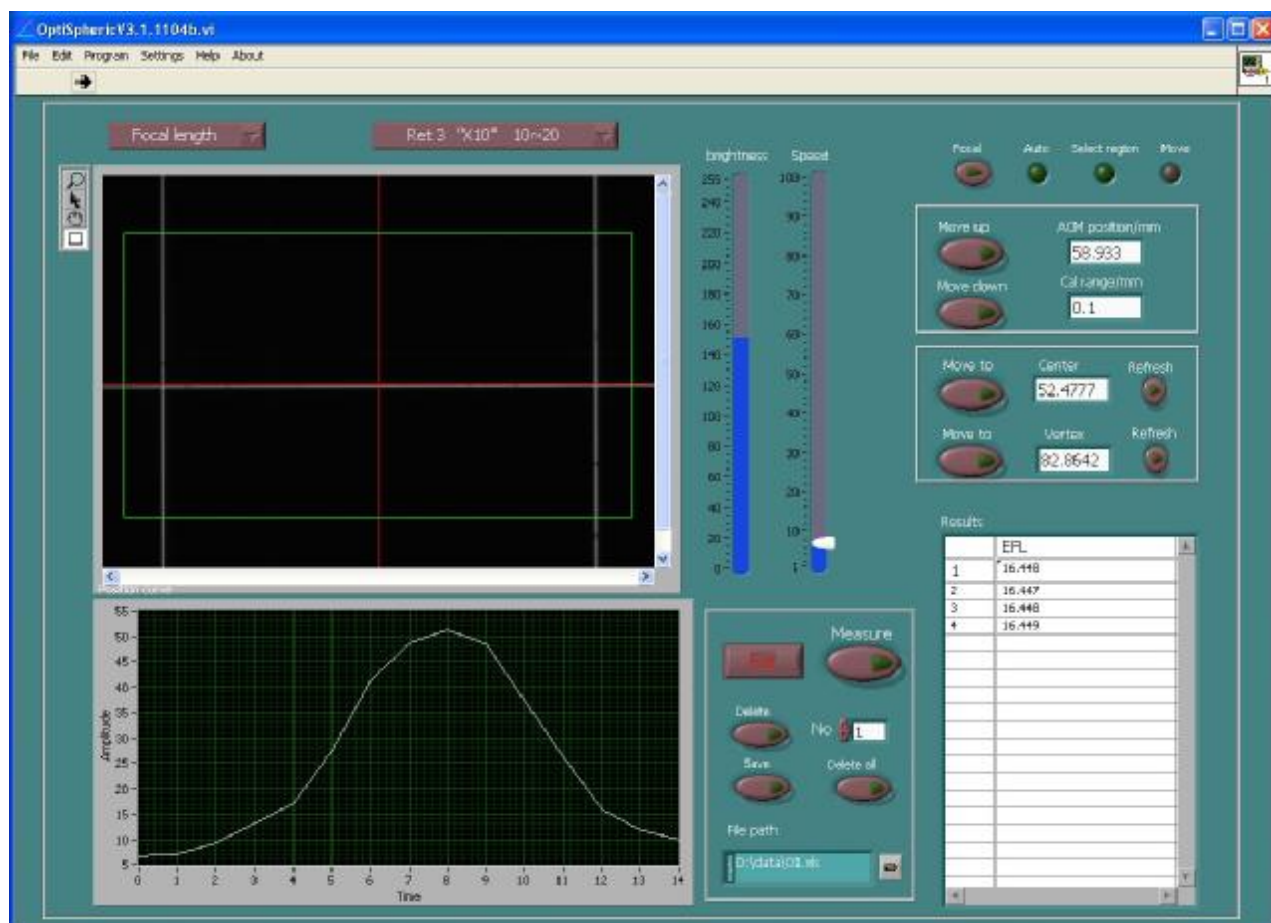 OptiSphericV3.1.1104b.vi
File Edit Program Settings Help About
Focal length
Ret 3 "X10" 10~20
brightness
Speed
255
240
220
200
180
160
140
120
100
80
60
40
20
0
103
90
80
70
60
50
40
30
20
10
1
Focal Auto Select region Move
Move up ACM position/mm
58.933
Move down Cal range/mm
0.1
Move to Center Refresh
52.4777
Move to Vertex Refresh
82.8642
Position curve
55
50
45
40
35
30
25
20
15
10
5
Amplitude
0 1 2 3 4 5 6 7 8 9 10 11 12 13 14
Time
Measure
Delete No 1
Save Delete all
File path
D:\data\01.xls
Results
EFL
1 16.448
2 16.447
3 16.448
4 16.449